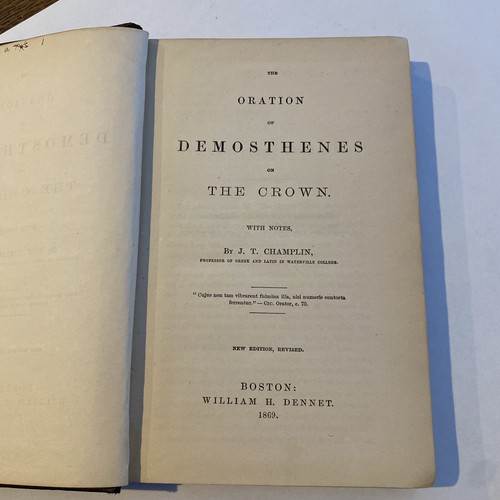 THE
ORATION
OF
DEMOSTHENES
ON
THE CROWN.
WITH NOTES,
BY J. T. CHAMPLIN,
PROFESSOR OF GREEK AND LATIN IN WATERVILLE COLLEGE.
"Cujus non tam vibrarent fulmina illa, nisi numeris contorta
ferrentur." — CIC. Orator, c. 70.
NEW EDITION, REVISED.
BOSTON:
WILLIAM H. DENNET.
1869.